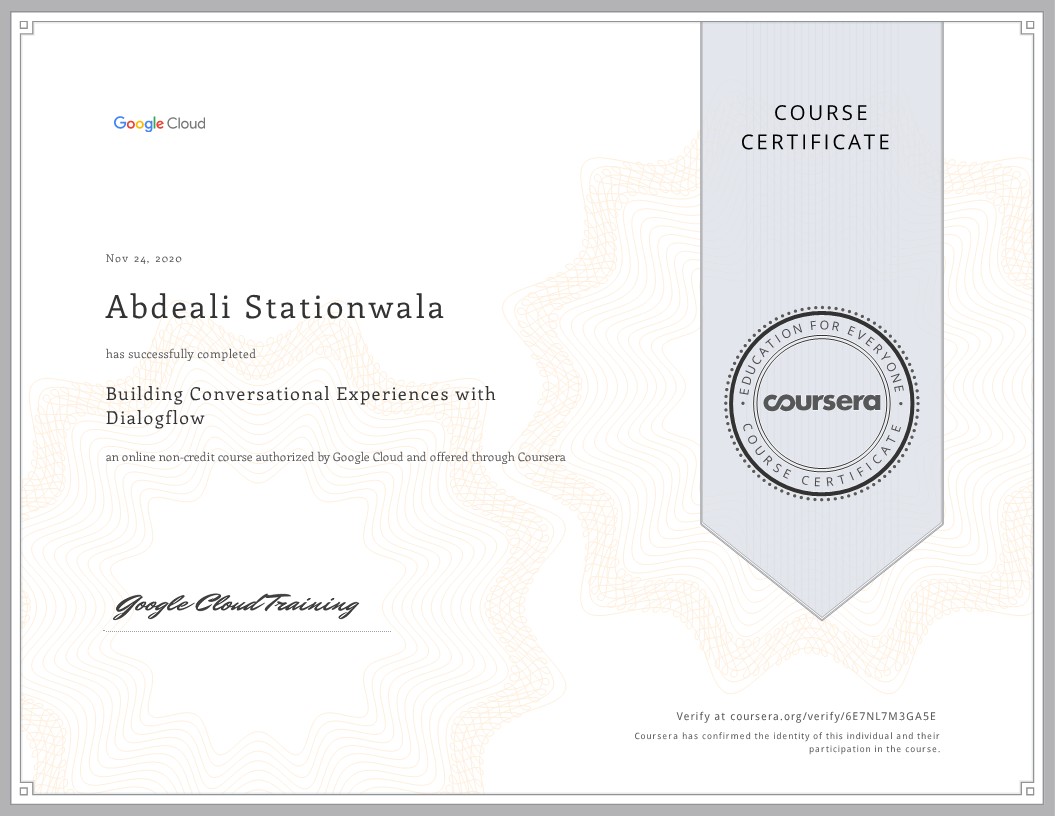 Google Cloud
COURSE
CERTIFICATE
Nov 24, 2020
Abdeali Stationwala
has successfully completed
Building Conversational Experiences with
Dialogflow
an online non-credit course authorized by Google Cloud and offered through Coursera
EDUCATION FOR EVERYONE
coursera
COURSE CERTIFICATE
Google Cloud Training
Verify at coursera.org/verify/6E7NL7M3GA5E
Coursera has confirmed the identity of this individual and their
participation in the course.